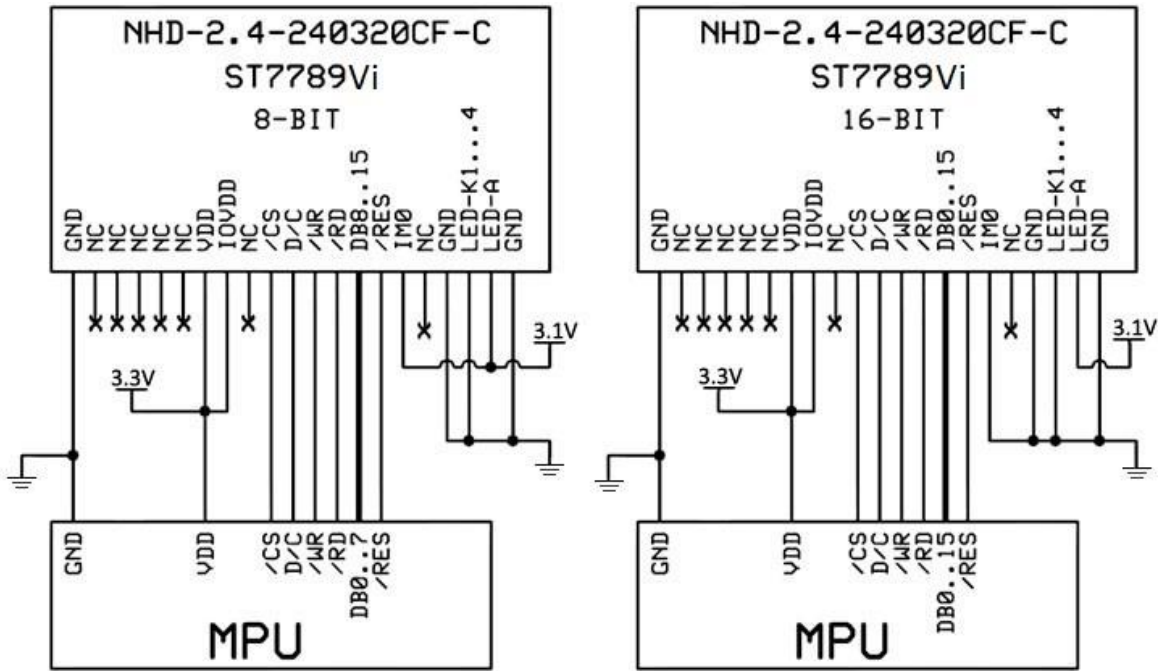 NHD-2.4-240320CF-C
ST7789Vi
8-BIT
GND
NC
NC
NC
NC
NC
VDD
IOVDD
NC
/CS
D/C
/WR
/RD
DB8..15
/RES
IM0
NC
GND
LED-K1...4
LED-A
GND
3.1V
3.3V
GND
VDD
/CS
D/C
/WR
/RD
DB0..7
/RES
MPU
NHD-2.4-240320CF-C
ST7789Vi
16-BIT
GND
NC
NC
NC
NC
NC
VDD
IOVDD
NC
/CS
D/C
/WR
/RD
DB0..15
/RES
IM0
NC
GND
LED-K1...4
LED-A
GND
3.1V
3.3V
GND
VDD
/CS
D/C
/WR
/RD
DB0..15
/RES
MPU